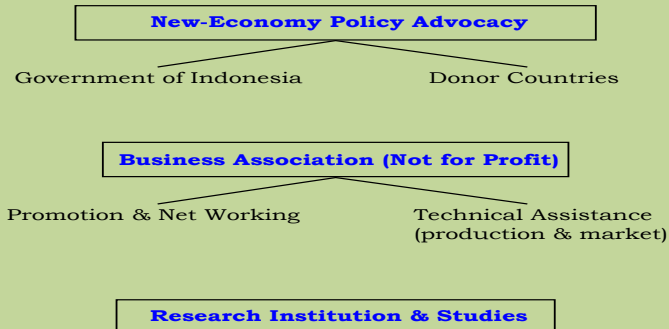 New-Economy Policy Advocacy
Government of Indonesia
Donor Countries
Business Association (Not for Profit)
Promotion & Net Working
Technical Assistance
(production & market)
Research Institution & Studies